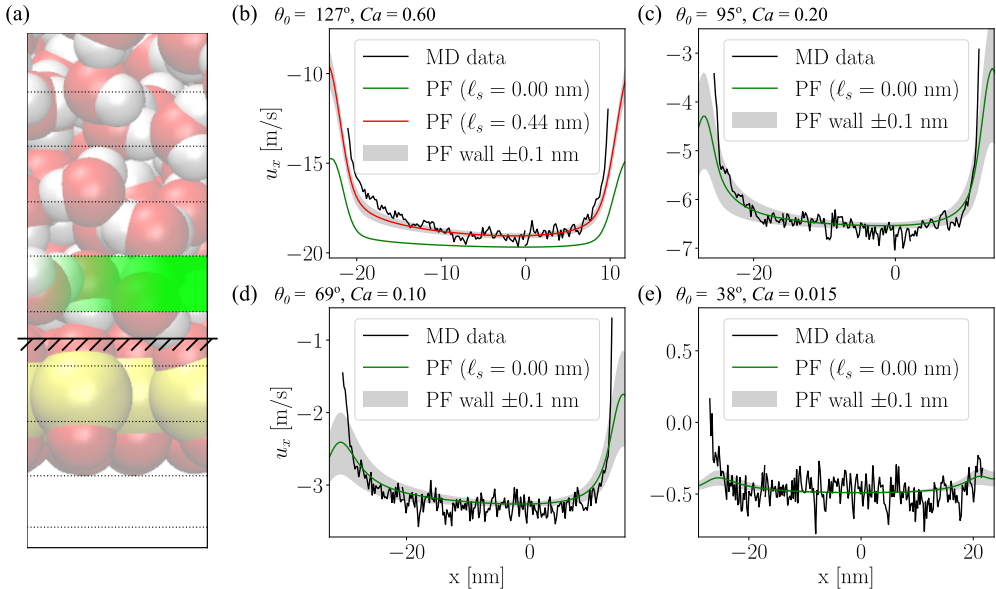 (a)
(b) θ₀ = 127º, Ca = 0.60
MD data
PF (ℓₛ = 0.00 nm)
PF (ℓₛ = 0.44 nm)
PF wall ±0.1 nm
uₓ [m/s]
−10
−15
−20
−20 −10 0 10
(c) θ₀ = 95º, Ca = 0.20
MD data
PF (ℓₛ = 0.00 nm)
PF wall ±0.1 nm
−3
−4
−5
−6
−7
−20 0
(d) θ₀ = 69º, Ca = 0.10
MD data
PF (ℓₛ = 0.00 nm)
PF wall ±0.1 nm
uₓ [m/s]
−1
−2
−3
−20 0
x [nm]
(e) θ₀ = 38º, Ca = 0.015
MD data
PF (ℓₛ = 0.00 nm)
PF wall ±0.1 nm
0.5
0.0
−0.5
−20 0 20
x [nm]